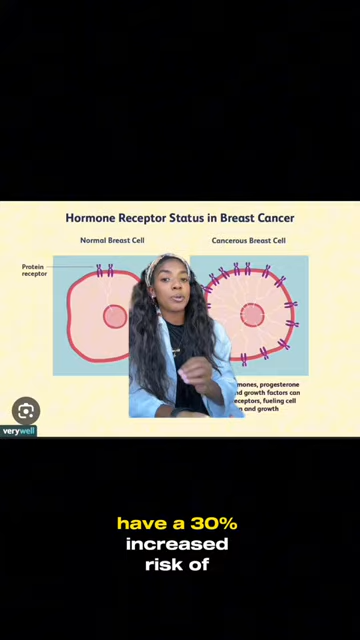 Hormone Receptor Status in Breast Cancer
Normal Breast Cell
Cancerous Breast Cell
Protein
receptor
progesterone
growth factors can
fueling cell
and growth
verywell
have a 30%
increased
risk of